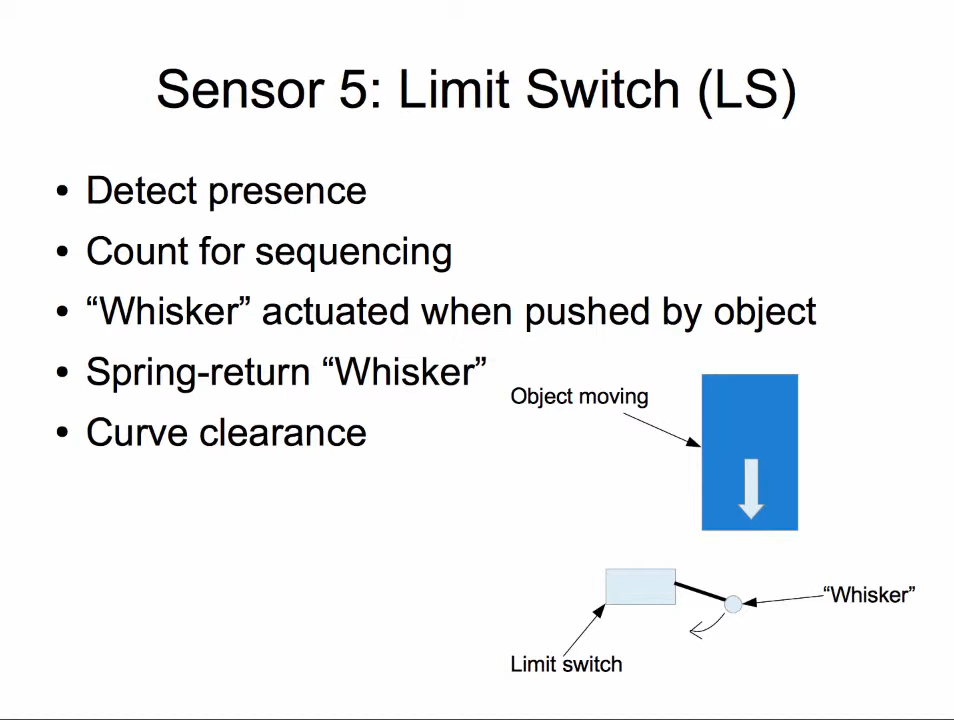 Sensor 5: Limit Switch (LS)
• Detect presence
• Count for sequencing
• “Whisker” actuated when pushed by object
• Spring-return “Whisker”
• Curve clearance
Object moving
“Whisker”
Limit switch